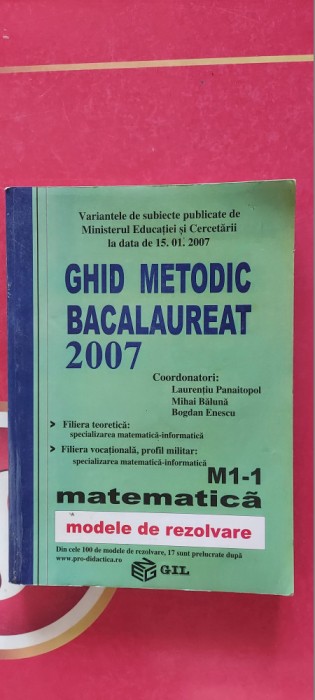 Variantele de subiecte publicate de
Ministerul Educației și Cercetării
la data de 15. 01. 2007
GHID METODIC
BACALAUREAT
2007
Coordonatori:
Laurențiu Panaitopol
Mihai Bălună
Bogdan Enescu
> Filiera teoretică:
specializarea matematică-informatică
> Filiera vocațională, profil militar:
specializarea matematică-informatică
M1-1
matematică
modele de rezolvare
Din cele 100 de modele de rezolvare, 17 sunt prelucrate după
www.pro-didactica.ro
GIL